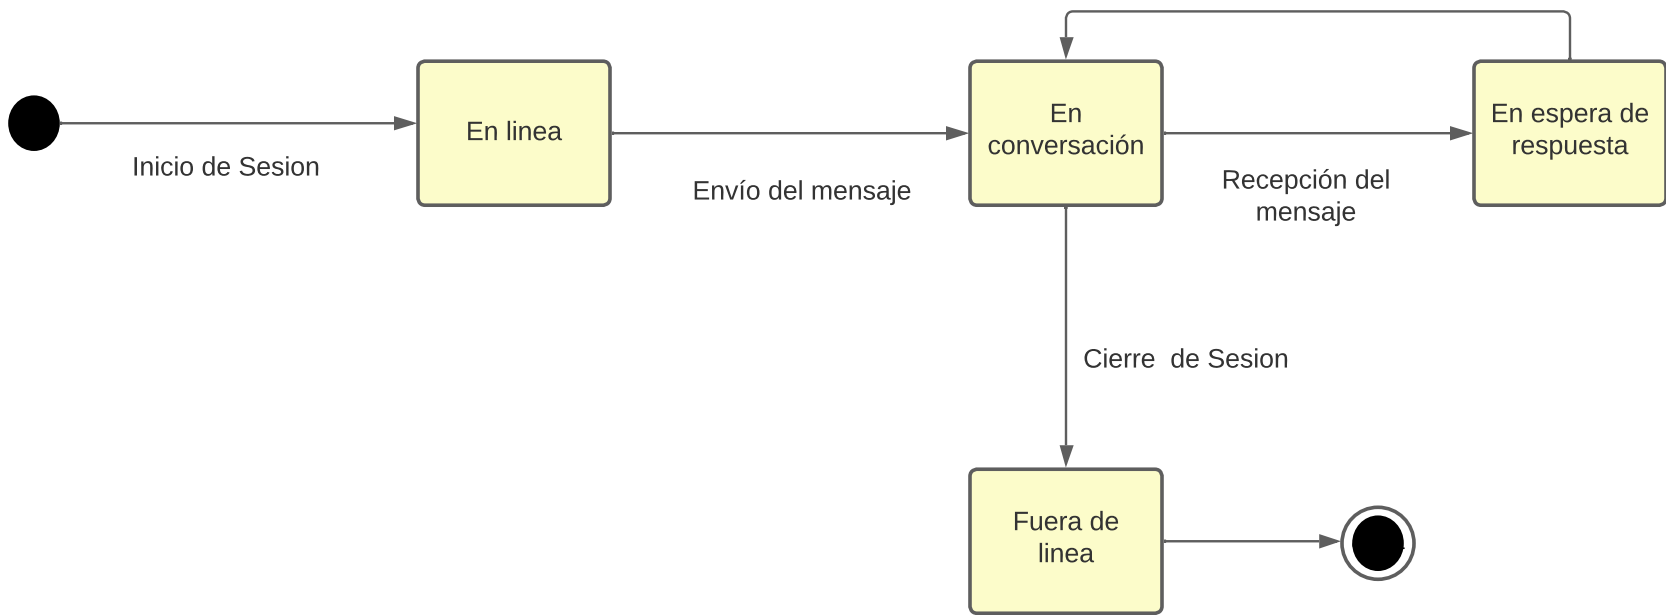 En linea
Inicio de Sesion
Envío del mensaje
En
conversación
Recepción del
mensaje
En espera de
respuesta
Cierre  de Sesion
Fuera de
linea